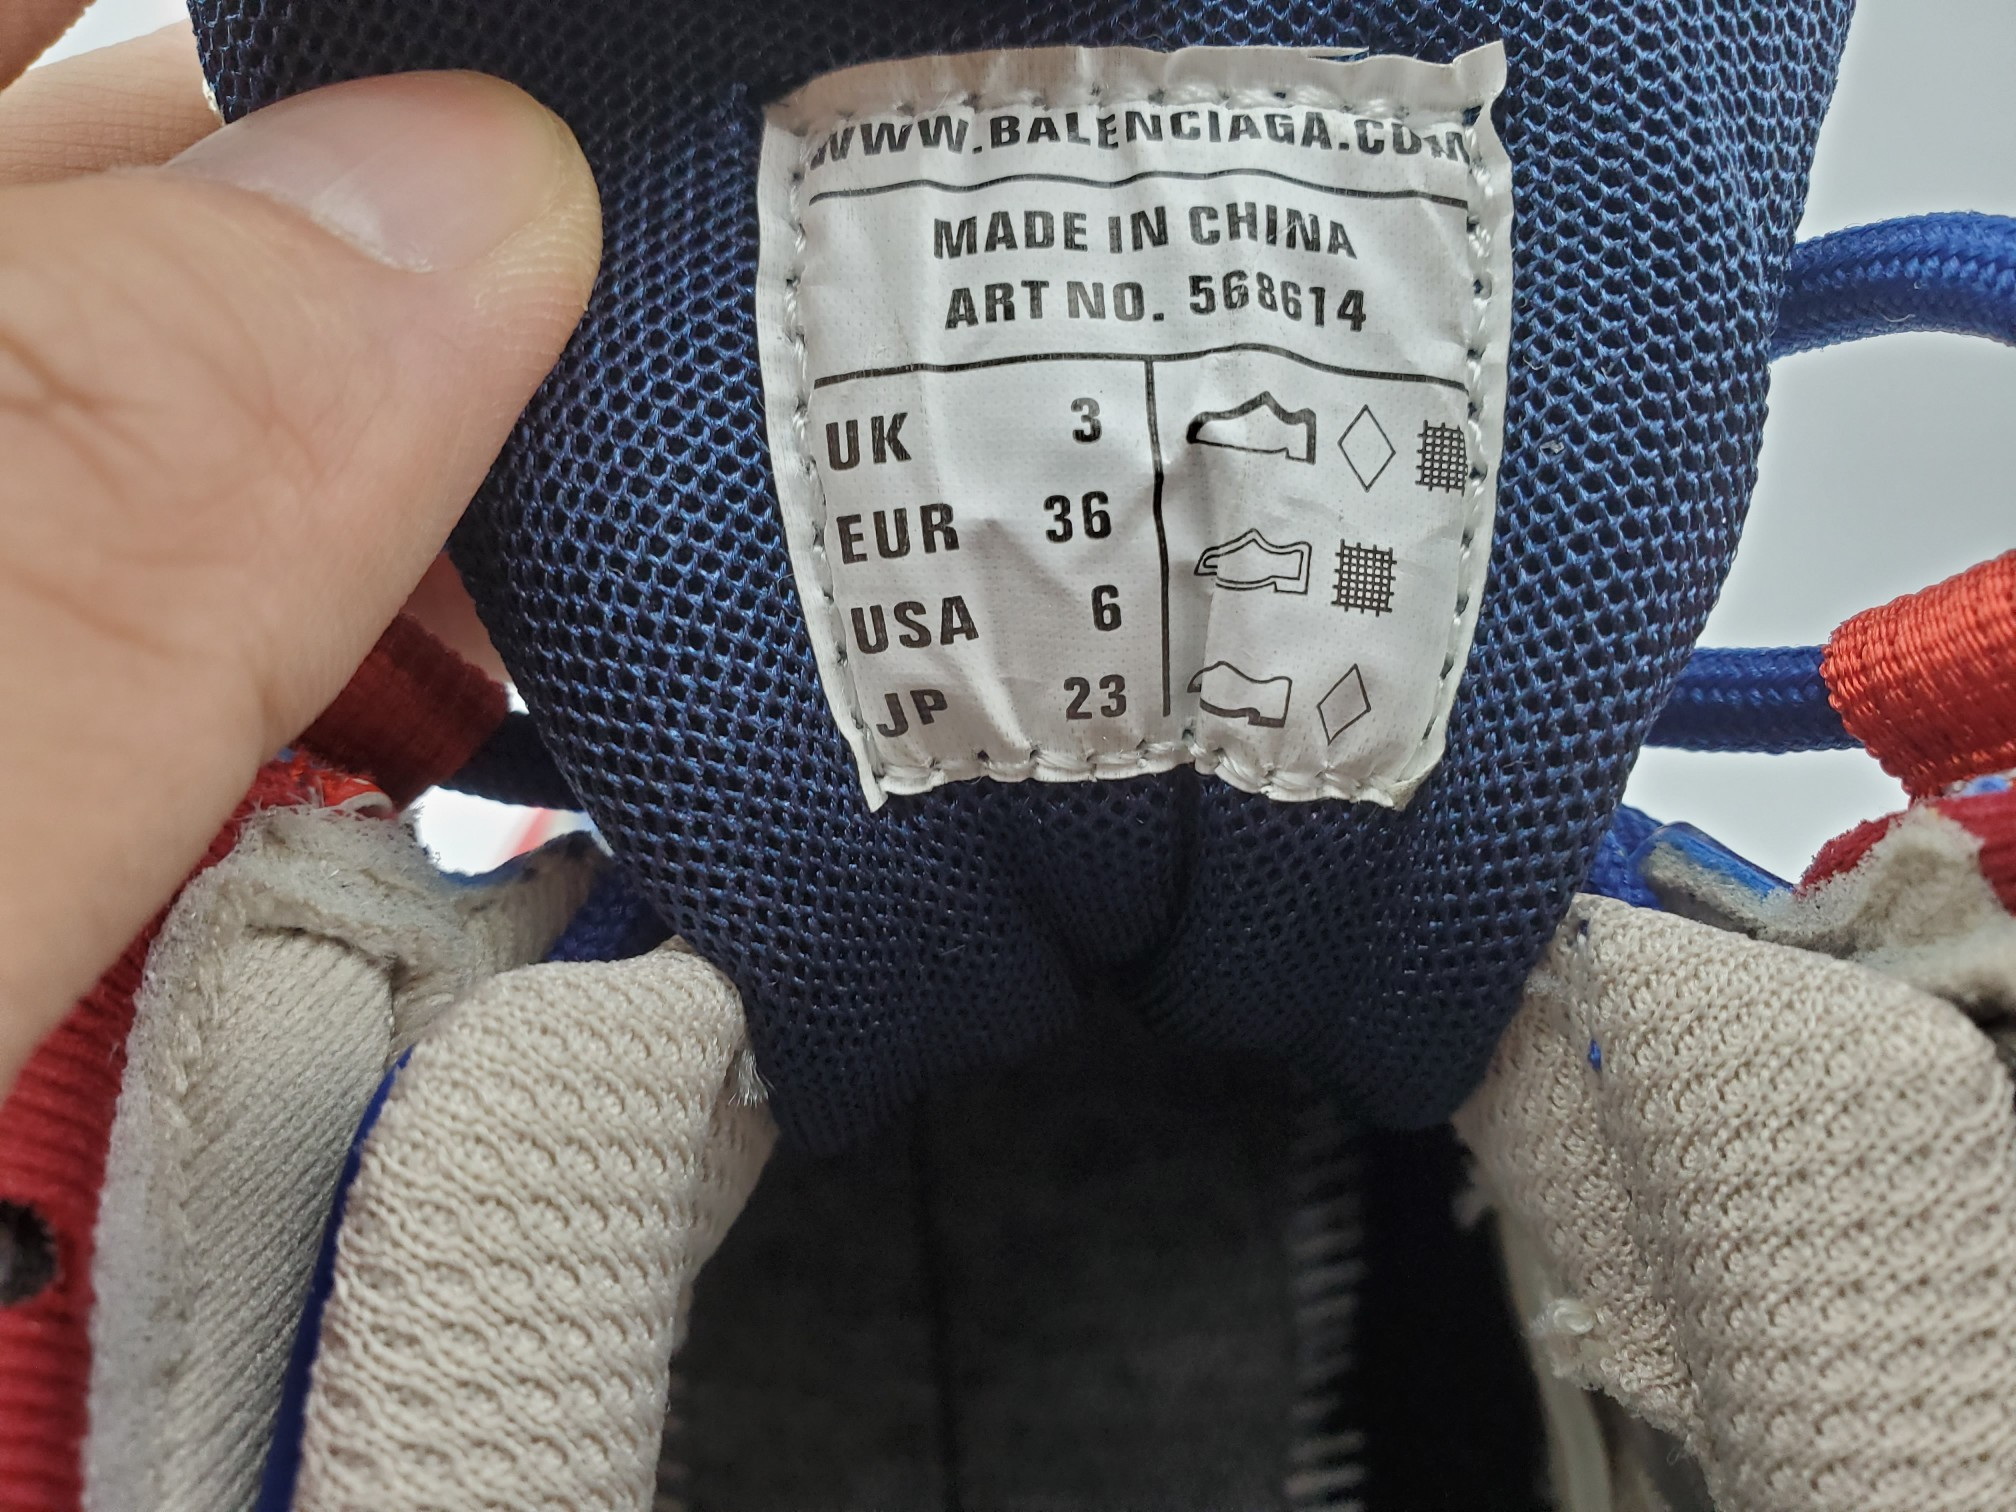 WWW.BALENCIAGA.COM
MADE IN CHINA
ART NO. 568614
UK 3
EUR 36
USA 6
JP 23